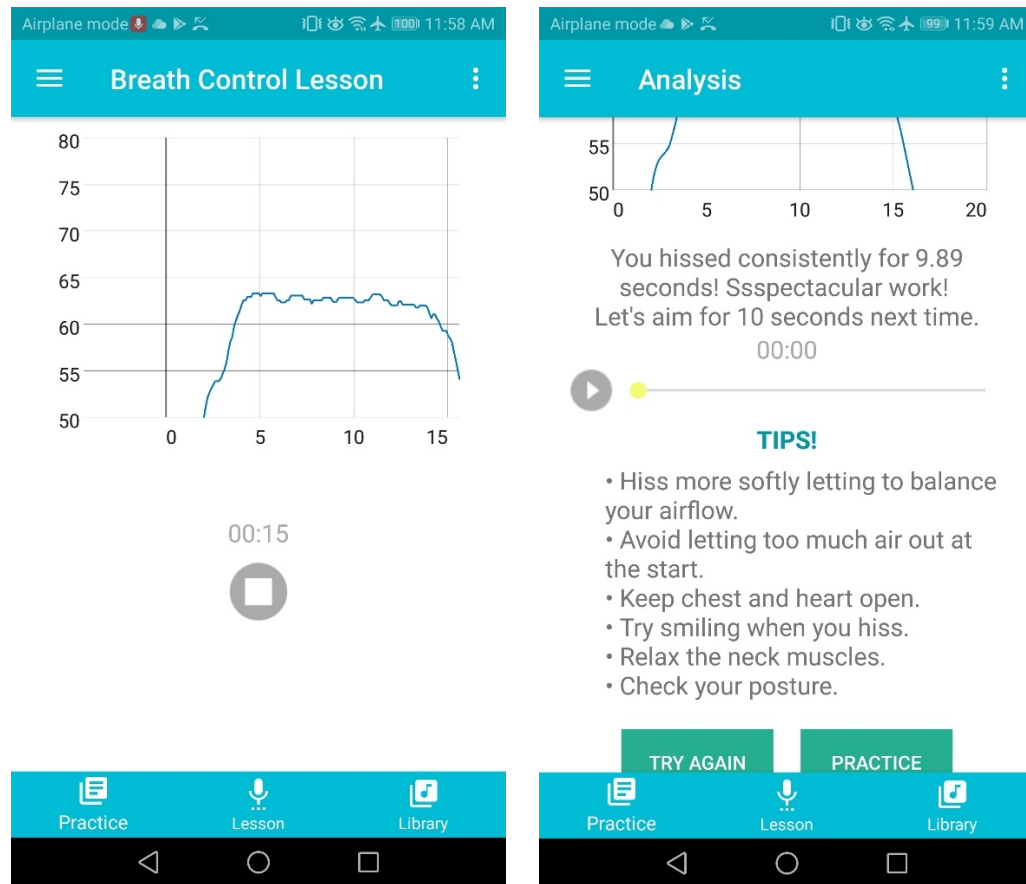 Airplane mode 100 11:58 AM
Breath Control Lesson
80
75
70
65
60
55
50
0 5 10 15
00:15
Practice Lesson Library
Airplane mode 99 11:59 AM
Analysis
55
50
0 5 10 15 20
You hissed consistently for 9.89
seconds! Ssspectacular work!
Let's aim for 10 seconds next time.
00:00
TIPS!
• Hiss more softly letting to balance
your airflow.
• Avoid letting too much air out at
the start.
• Keep chest and heart open.
• Try smiling when you hiss.
• Relax the neck muscles.
• Check your posture.
TRY AGAIN PRACTICE
Practice Lesson Library